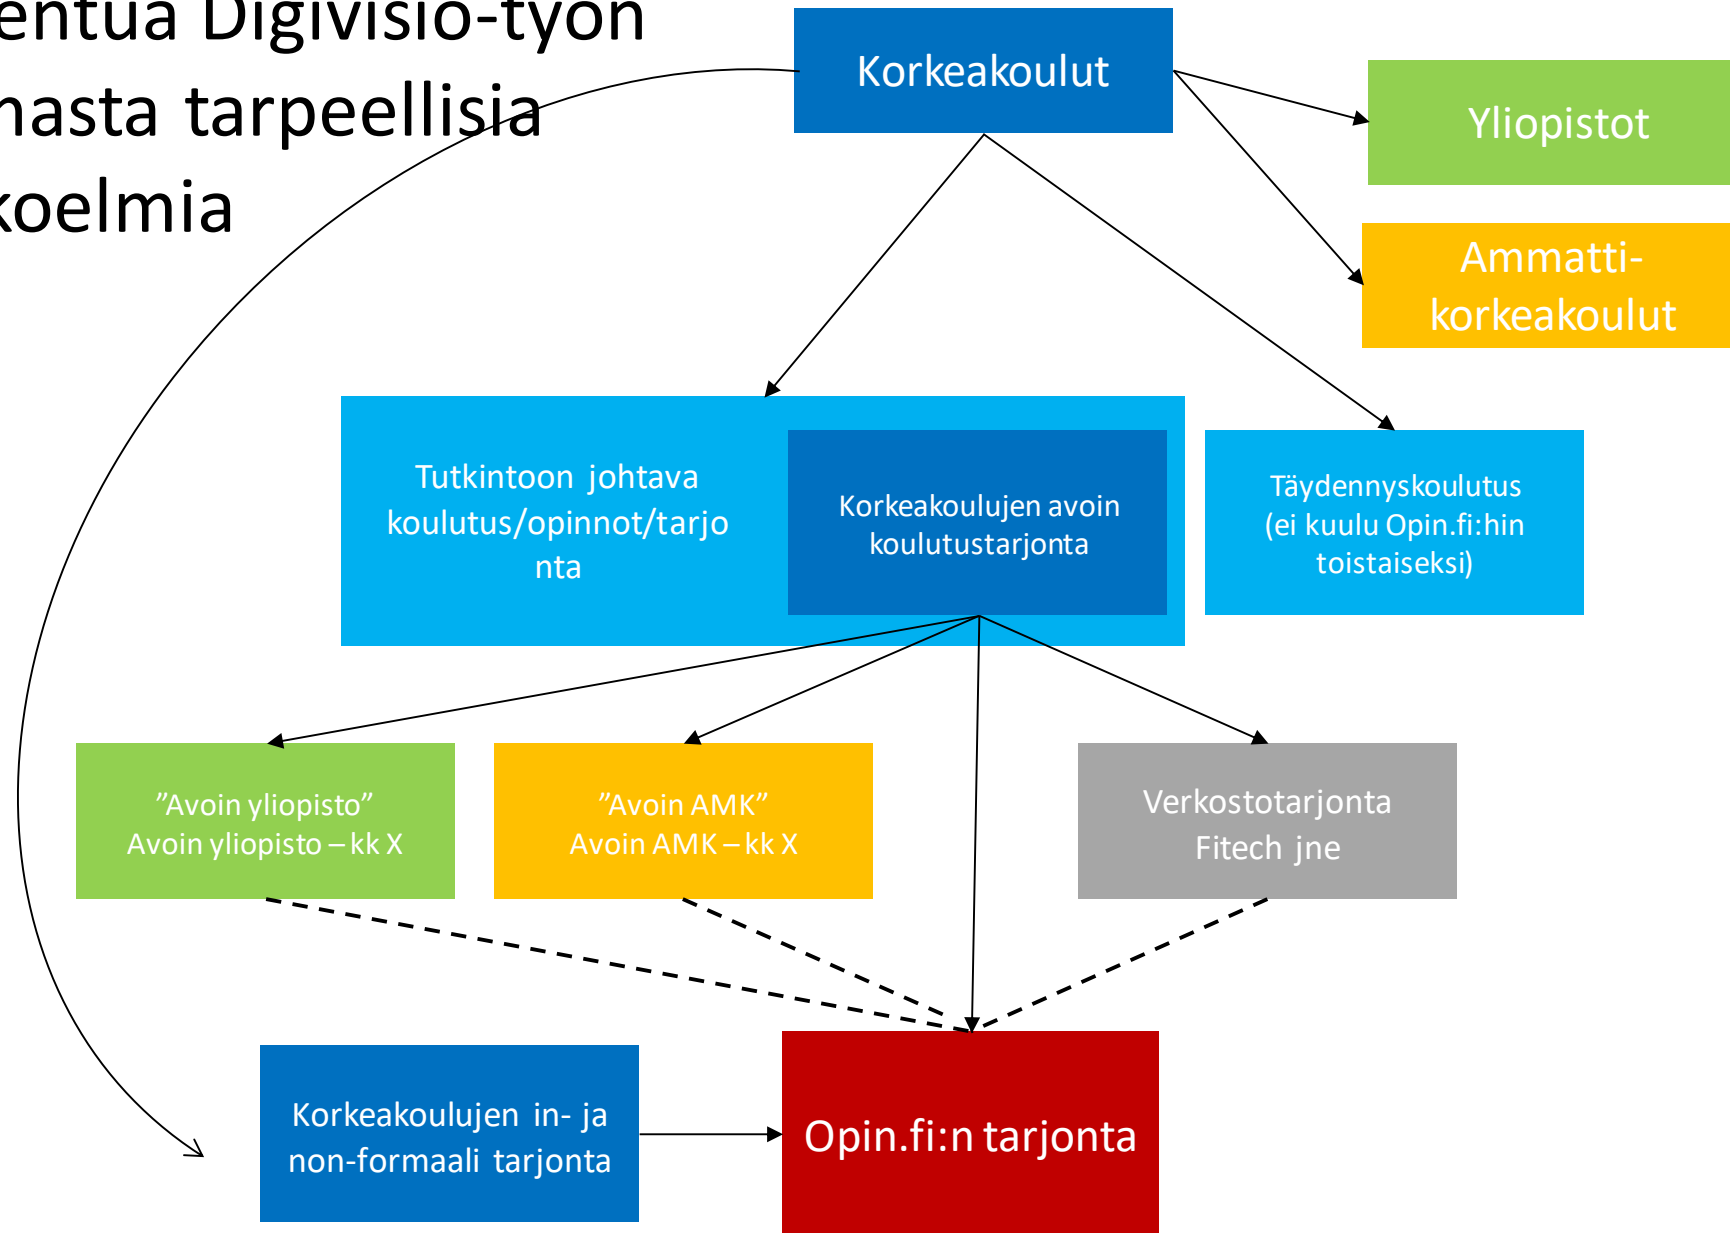 entua Digivisio-työn
nasta tarpeellisia
koelmia
Korkeakoulut
Yliopistot
Ammatti-
korkeakoulut
Tutkintoon johtava
koulutus/opinnot/tarjo
nta
Korkeakoulujen avoin
koulutustarjonta
Täydennyskoulutus
(ei kuulu Opin.fi:hin
toistaiseksi)
”Avoin yliopisto”
Avoin yliopisto – kk X
”Avoin AMK”
Avoin AMK – kk X
Verkostotarjonta
Fitech jne
Korkeakoulujen in- ja
non-formaali tarjonta
Opin.fi:n tarjonta